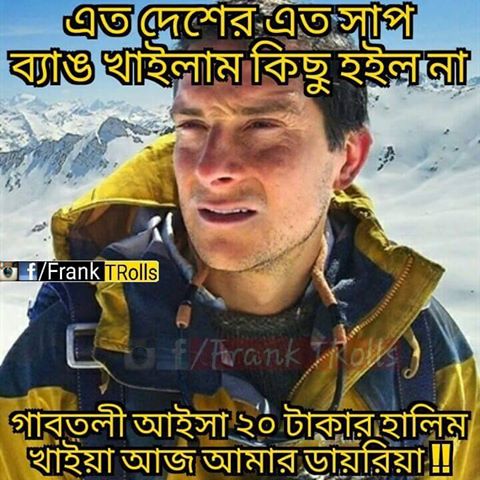 এত দেশের এত সাপ
ব্যাঙ খাইলাম কিছু হইল না
f/Frank TRolls
f/Frank TRolls
গাবতলী আইসা ২০ টাকার হালিম
খাইয়া আজ আমার ডায়রিয়া !!